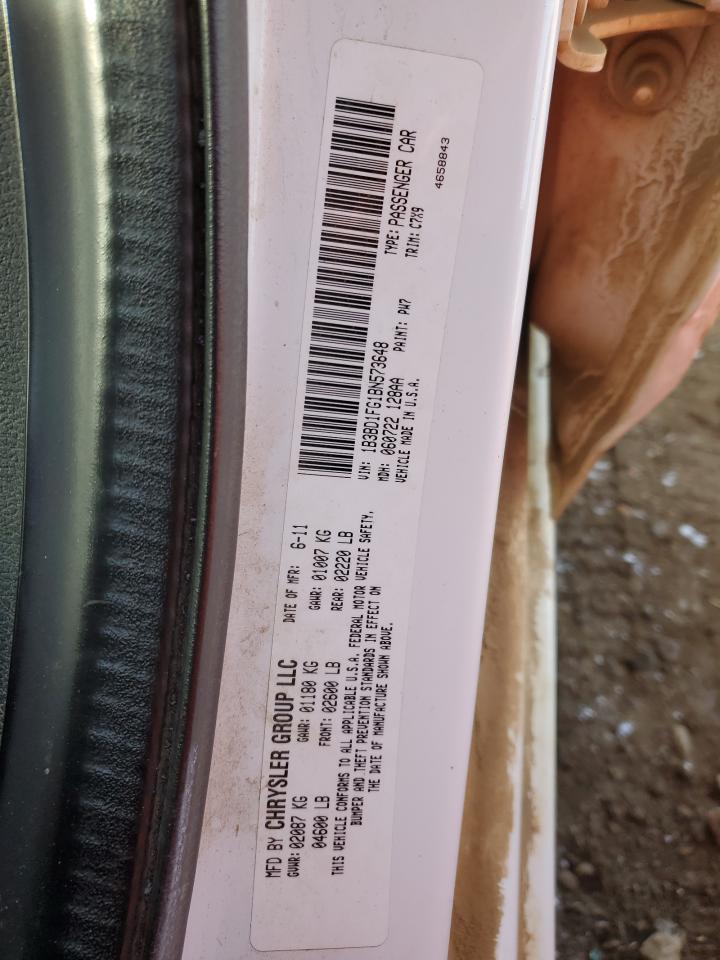 MFD BY CHRYSLER GROUP LLC
DATE OF MFR: 6-11
GVWR: 02087 KG
GAWR: 01180 KG
GAWR: 01007 KG
04600 LB
FRONT: 02600 LB
REAR: 02220 LB
THIS VEHICLE CONFORMS TO ALL APPLICABLE U.S.A. FEDERAL MOTOR VEHICLE SAFETY,
BUMPER AND THEFT PREVENTION STANDARDS IN EFFECT ON
THE DATE OF MANUFACTURE SHOWN ABOVE.
VIN: 1B3BD1FG1BN573648
TYPE: PASSENGER CAR
MDH: 060722 128AA
PAINT: PW7
TRIM: C7X9
VEHICLE MADE IN U.S.A.
4658843